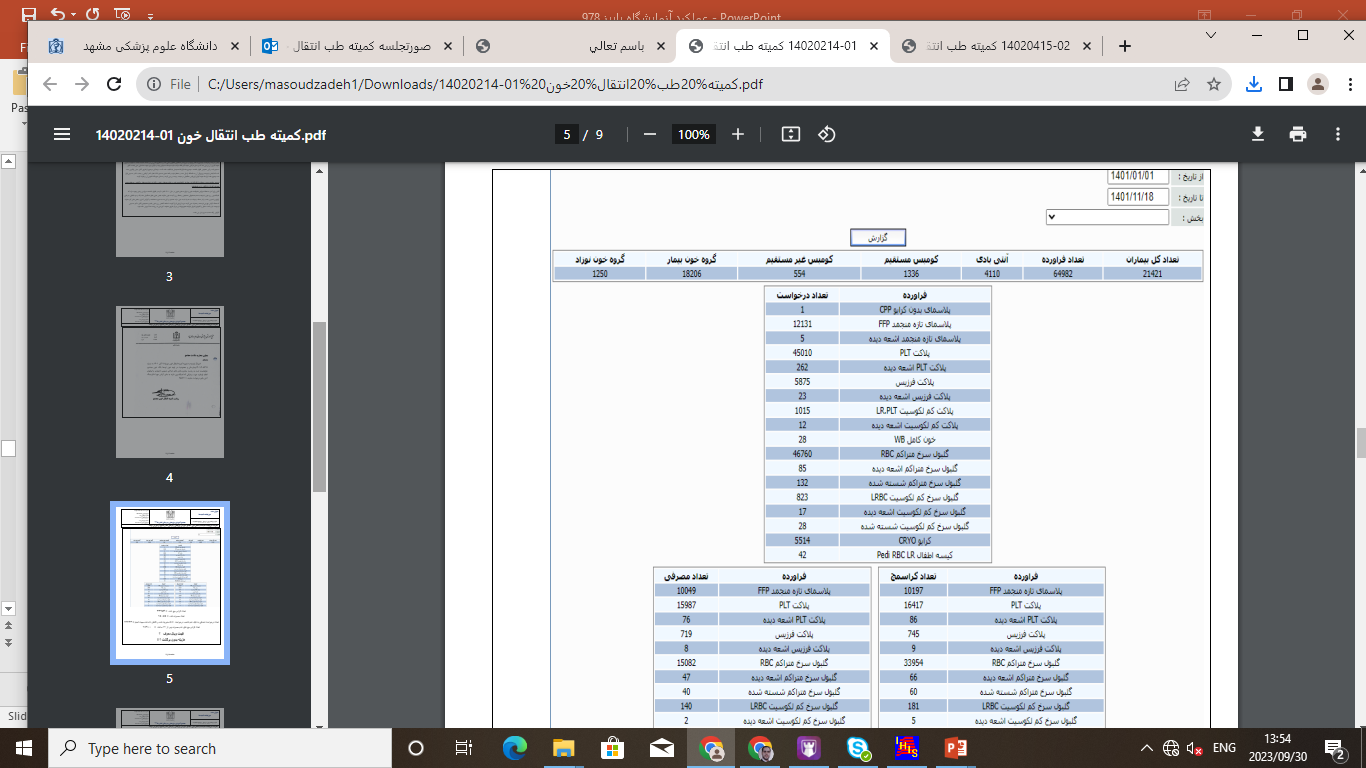 عملکرد آزمایشگاه پاییز 978 - PowerPoint
دانشگاه علوم پزشکی مشهد
صورتجلسه کمیته طب انتقال
باسم تعالي
14020214-01 کمیته طب انتقا
14020415-02 کمیته طب انتقا
File | C:/Users/masoudzadeh1/Downloads/14020214-01%20کمیته%20طب%20انتقال%20خون.pdf
14020214-01 کمیته طب انتقال خون.pdf
5 / 9
100%
Pas
3
4
5
Slid
از تاریخ : 1401/01/01
تا تاریخ : 1401/11/18
بخش :
گزارش
تعداد کل بیماران تعداد فراورده آنتی بادی کومبس مستقیم کومبس غیر مستقیم گروه خون بیمار گروه خون نوزاد
21421 64982 4110 1336 554 18206 1250
فراورده تعداد درخواست
پلاسمای بدون کرایو CPP 1
پلاسمای تازه منجمد FFP 12131
پلاسمای تازه منجمد اشعه دیده 5
پلاکت PLT 45010
پلاکت PLT اشعه دیده 262
پلاکت فرزیس 5875
پلاکت فرزیس اشعه دیده 23
پلاکت کم لکوسیت LR.PLT 1015
پلاکت کم لکوسیت اشعه دیده 12
خون کامل WB 28
گلبول سرخ متراکم RBC 46760
گلبول سرخ متراکم اشعه دیده 85
گلبول سرخ متراکم شسته شده 132
گلبول سرخ کم لکوسیت LRBC 823
گلبول سرخ کم لکوسیت اشعه دیده 17
گلبول سرخ کم لکوسیت شسته شده 28
کرایو CRYO 5514
کیسه اطفال Pedi RBC LR 42
فراورده تعداد کراسمچ
پلاسمای تازه منجمد FFP 10197
پلاکت PLT 16417
پلاکت PLT اشعه دیده 86
پلاکت فرزیس 745
پلاکت فرزیس اشعه دیده 9
گلبول سرخ متراکم RBC 33954
گلبول سرخ متراکم اشعه دیده 66
گلبول سرخ متراکم شسته شده 60
گلبول سرخ کم لکوسیت LRBC 181
گلبول سرخ کم لکوسیت اشعه دیده 5
فراورده تعداد مصرفی
پلاسمای تازه منجمد FFP 10049
پلاکت PLT 15987
پلاکت PLT اشعه دیده 76
پلاکت فرزیس 719
پلاکت فرزیس اشعه دیده 8
گلبول سرخ متراکم RBC 15082
گلبول سرخ متراکم اشعه دیده 47
گلبول سرخ متراکم شسته شده 40
گلبول سرخ کم لکوسیت LRBC 140
گلبول سرخ کم لکوسیت اشعه دیده 2
Type here to search
ENG
13:54
2023/09/30
2